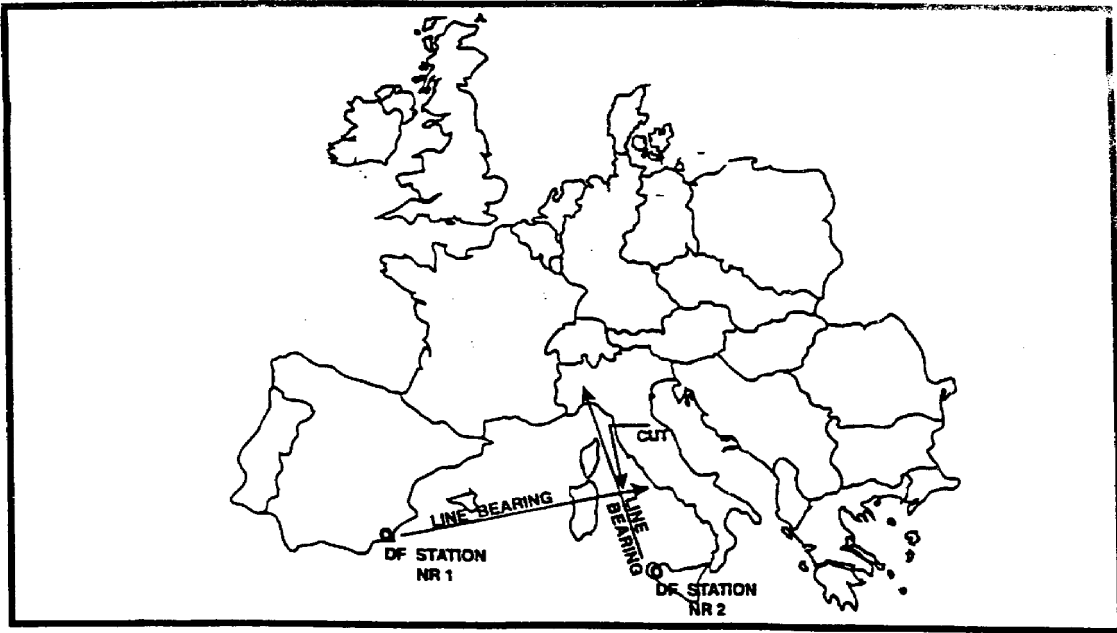 CUT
LINE BEARING
LINE
BEARING
DF STATION
NR 1
DF STATION
NR 2